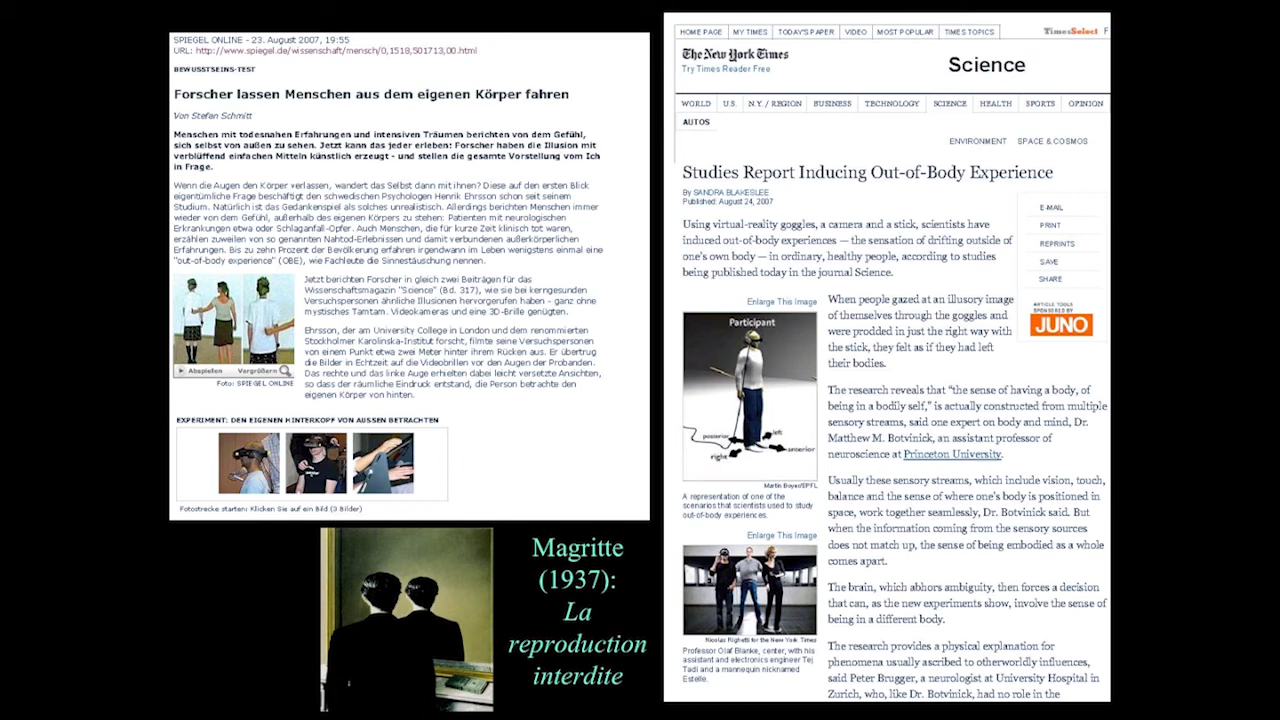 SPIEGEL ONLINE - 23. August 2007, 19:55
URL: http://www.spiegel.de/wissenschaft/mensch/0,1518,501713,00.html
BEWUSSTSEINS-TEST
Forscher lassen Menschen aus dem eigenen Körper fahren
Von Stefan Schmitt
Menschen mit todesnahen Erfahrungen und intensiven Träumen berichten von dem Gefühl,
sich selbst von außen zu sehen. Jetzt kann das jeder erleben: Forscher haben die Illusion mit
verblüffend einfachen Mitteln künstlich erzeugt - und stellen die gesamte Vorstellung vom Ich
in Frage.
Wenn die Augen den Körper verlassen, wandert das Selbst dann mit ihnen? Diese auf den ersten Blick
eigentümliche Frage beschäftigt den schwedischen Psychologen Henrik Ehrsson schon seit seinem
Studium. Natürlich ist das Gedankenspiel als solches unrealistisch. Allerdings berichten Menschen immer
wieder von dem Gefühl, außerhalb des eigenen Körpers zu stehen: Patienten mit neurologischen
Erkrankungen etwa oder Schlaganfall-Opfer. Auch Menschen, die für kurze Zeit klinisch tot waren,
erzählen zuweilen von so genannten Nahtod-Erlebnissen und damit verbundenen außerkörperlichen
Erfahrungen. Bis zu zehn Prozent der Bevölkerung erfahren irgendwann im Leben wenigstens einmal eine
"out-of-body experience" (OBE), wie Fachleute die Sinnestäuschung nennen.
Jetzt berichten Forscher in gleich zwei Beiträgen für das
Wissenschaftsmagazin "Science" (Bd. 317), wie sie bei kerngesunden
Versuchspersonen ähnliche Illusionen hervorgerufen haben - ganz ohne
mystisches Tamtam. Videokameras und eine 3D-Brille genügten.
Ehrsson, der am University College in London und dem renommierten
Stockholmer Karolinska-Institut forscht, filmte seine Versuchspersonen
von einem Punkt etwa zwei Meter hinter ihrem Rücken aus. Er übertrug
die Bilder in Echtzeit auf die Videobrillen vor den Augen der Probanden.
Das rechte und das linke Auge erhielten dabei leicht versetzte Ansichten,
so dass der räumliche Eindruck entstand, die Person betrachte den
eigenen Körper von hinten.
Abspielen Vergrößern
Foto: SPIEGEL ONLINE
EXPERIMENT: DEN EIGENEN HINTERKOPF VON AUSSEN BETRACHTEN
Fotostrecke starten: Klicken Sie auf ein Bild (3 Bilder)
Magritte
(1937):
La
reproduction
interdite
HOME PAGE MY TIMES TODAY'S PAPER VIDEO MOST POPULAR TIMES TOPICS
TimesSelect F
The New York Times
Try Times Reader Free
Science
WORLD U.S. N.Y. / REGION BUSINESS TECHNOLOGY SCIENCE HEALTH SPORTS OPINION
AUTOS
ENVIRONMENT SPACE & COSMOS
Studies Report Inducing Out-of-Body Experience
By SANDRA BLAKESLEE
Published: August 24, 2007
Using virtual-reality goggles, a camera and a stick, scientists have
induced out-of-body experiences — the sensation of drifting outside of
one's own body — in ordinary, healthy people, according to studies
being published today in the journal Science.
E-MAIL
PRINT
REPRINTS
SAVE
SHARE
ARTICLE TOOLS
SPONSORED BY
JUNO
Enlarge This Image
Participant
posterior
left
right
anterior
Martin Boyer/EPFL
A representation of one of the
scenarios that scientists used to study
out-of-body experiences.
Enlarge This Image
Nicolas Righetti for the New York Times
Professor Olaf Blanke, center, with his
assistant and electronics engineer Tej
Tadi and a mannequin nicknamed
Estelle.
When people gazed at an illusory image
of themselves through the goggles and
were prodded in just the right way with
the stick, they felt as if they had left
their bodies.
The research reveals that “the sense of having a body, of
being in a bodily self,” is actually constructed from multiple
sensory streams, said one expert on body and mind, Dr.
Matthew M. Botvinick, an assistant professor of
neuroscience at Princeton University.
Usually these sensory streams, which include vision, touch,
balance and the sense of where one's body is positioned in
space, work together seamlessly, Dr. Botvinick said. But
when the information coming from the sensory sources
does not match up, the sense of being embodied as a whole
comes apart.
The brain, which abhors ambiguity, then forces a decision
that can, as the new experiments show, involve the sense of
being in a different body.
The research provides a physical explanation for
phenomena usually ascribed to otherworldly influences,
said Peter Brugger, a neurologist at University Hospital in
Zurich, who, like Dr. Botvinick, had no role in the